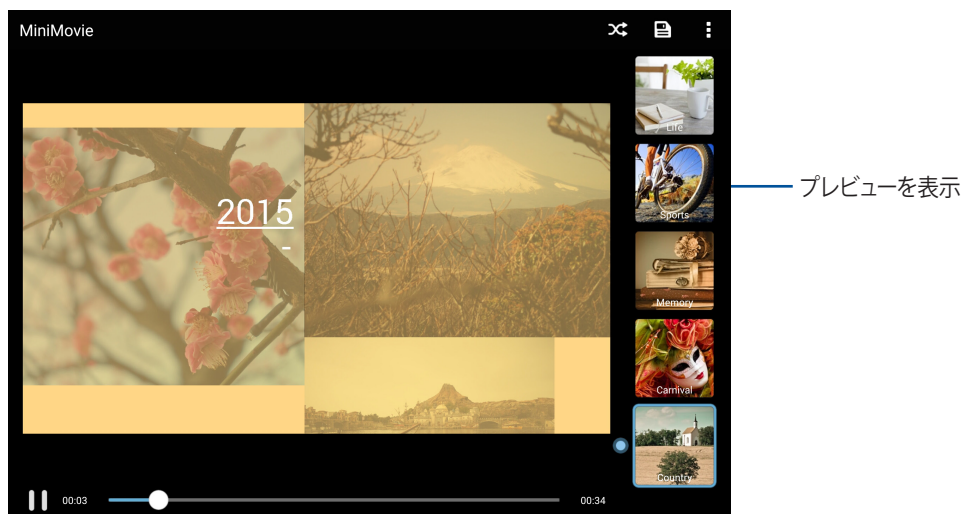 MiniMovie
Life
2015
-
Sports
プレビューを表示
Memory
Carnival
Country
00:03
00:34